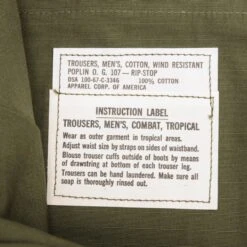 TROUSERS, MEN'S, COTTON, WIND RESISTANT
POPLIN O. G. 107 — RIP-STOP
DSA 100-67-C-3346 100% COTTON
APPAREL CORP. OF AMERICA
INSTRUCTION LABEL
TROUSERS, MEN'S, COMBAT, TROPICAL
Wear as outer garment in tropical areas.
Adjust waist size by straps on sides of waistband.
Blouse trouser cuffs outside of boots by means
of drawstring at bottom of each trouser leg.
Trousers can be hand laundered. Make sure all
soap is thoroughly rinsed out.